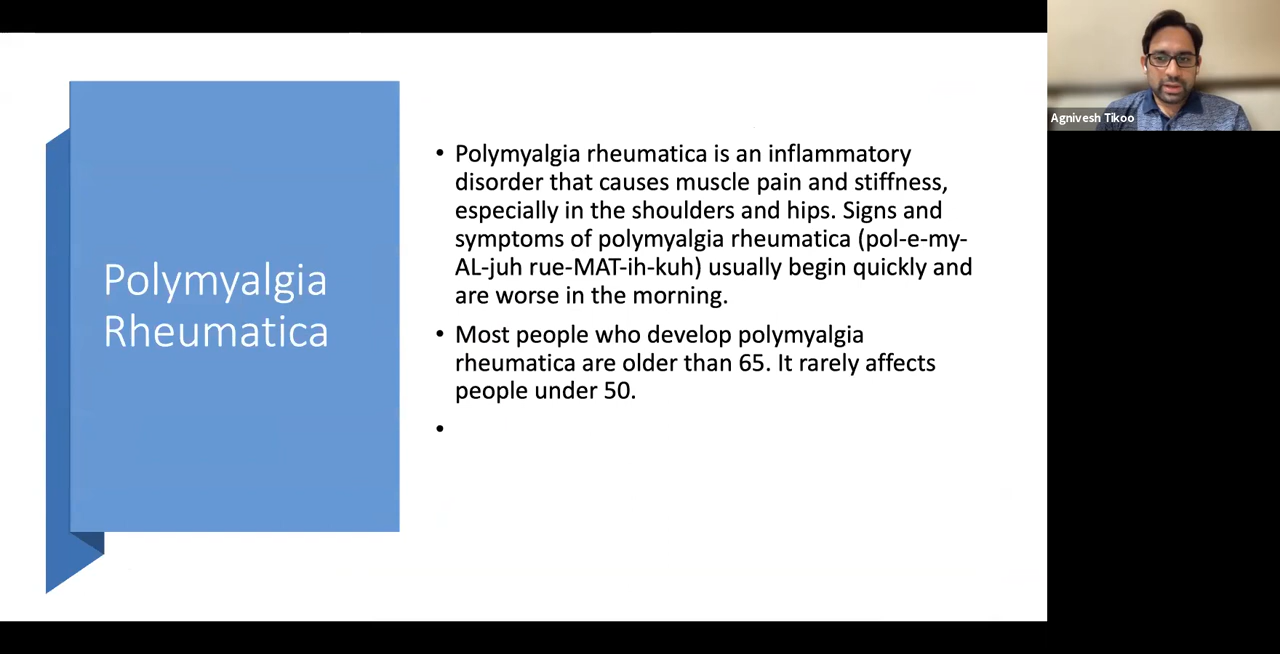 Polymyalgia
Rheumatica
• Polymyalgia rheumatica is an inflammatory
disorder that causes muscle pain and stiffness,
especially in the shoulders and hips. Signs and
symptoms of polymyalgia rheumatica (pol-e-my-
AL-juh rue-MAT-ih-kuh) usually begin quickly and
are worse in the morning.
• Most people who develop polymyalgia
rheumatica are older than 65. It rarely affects
people under 50.
•
Agnivesh Tikoo